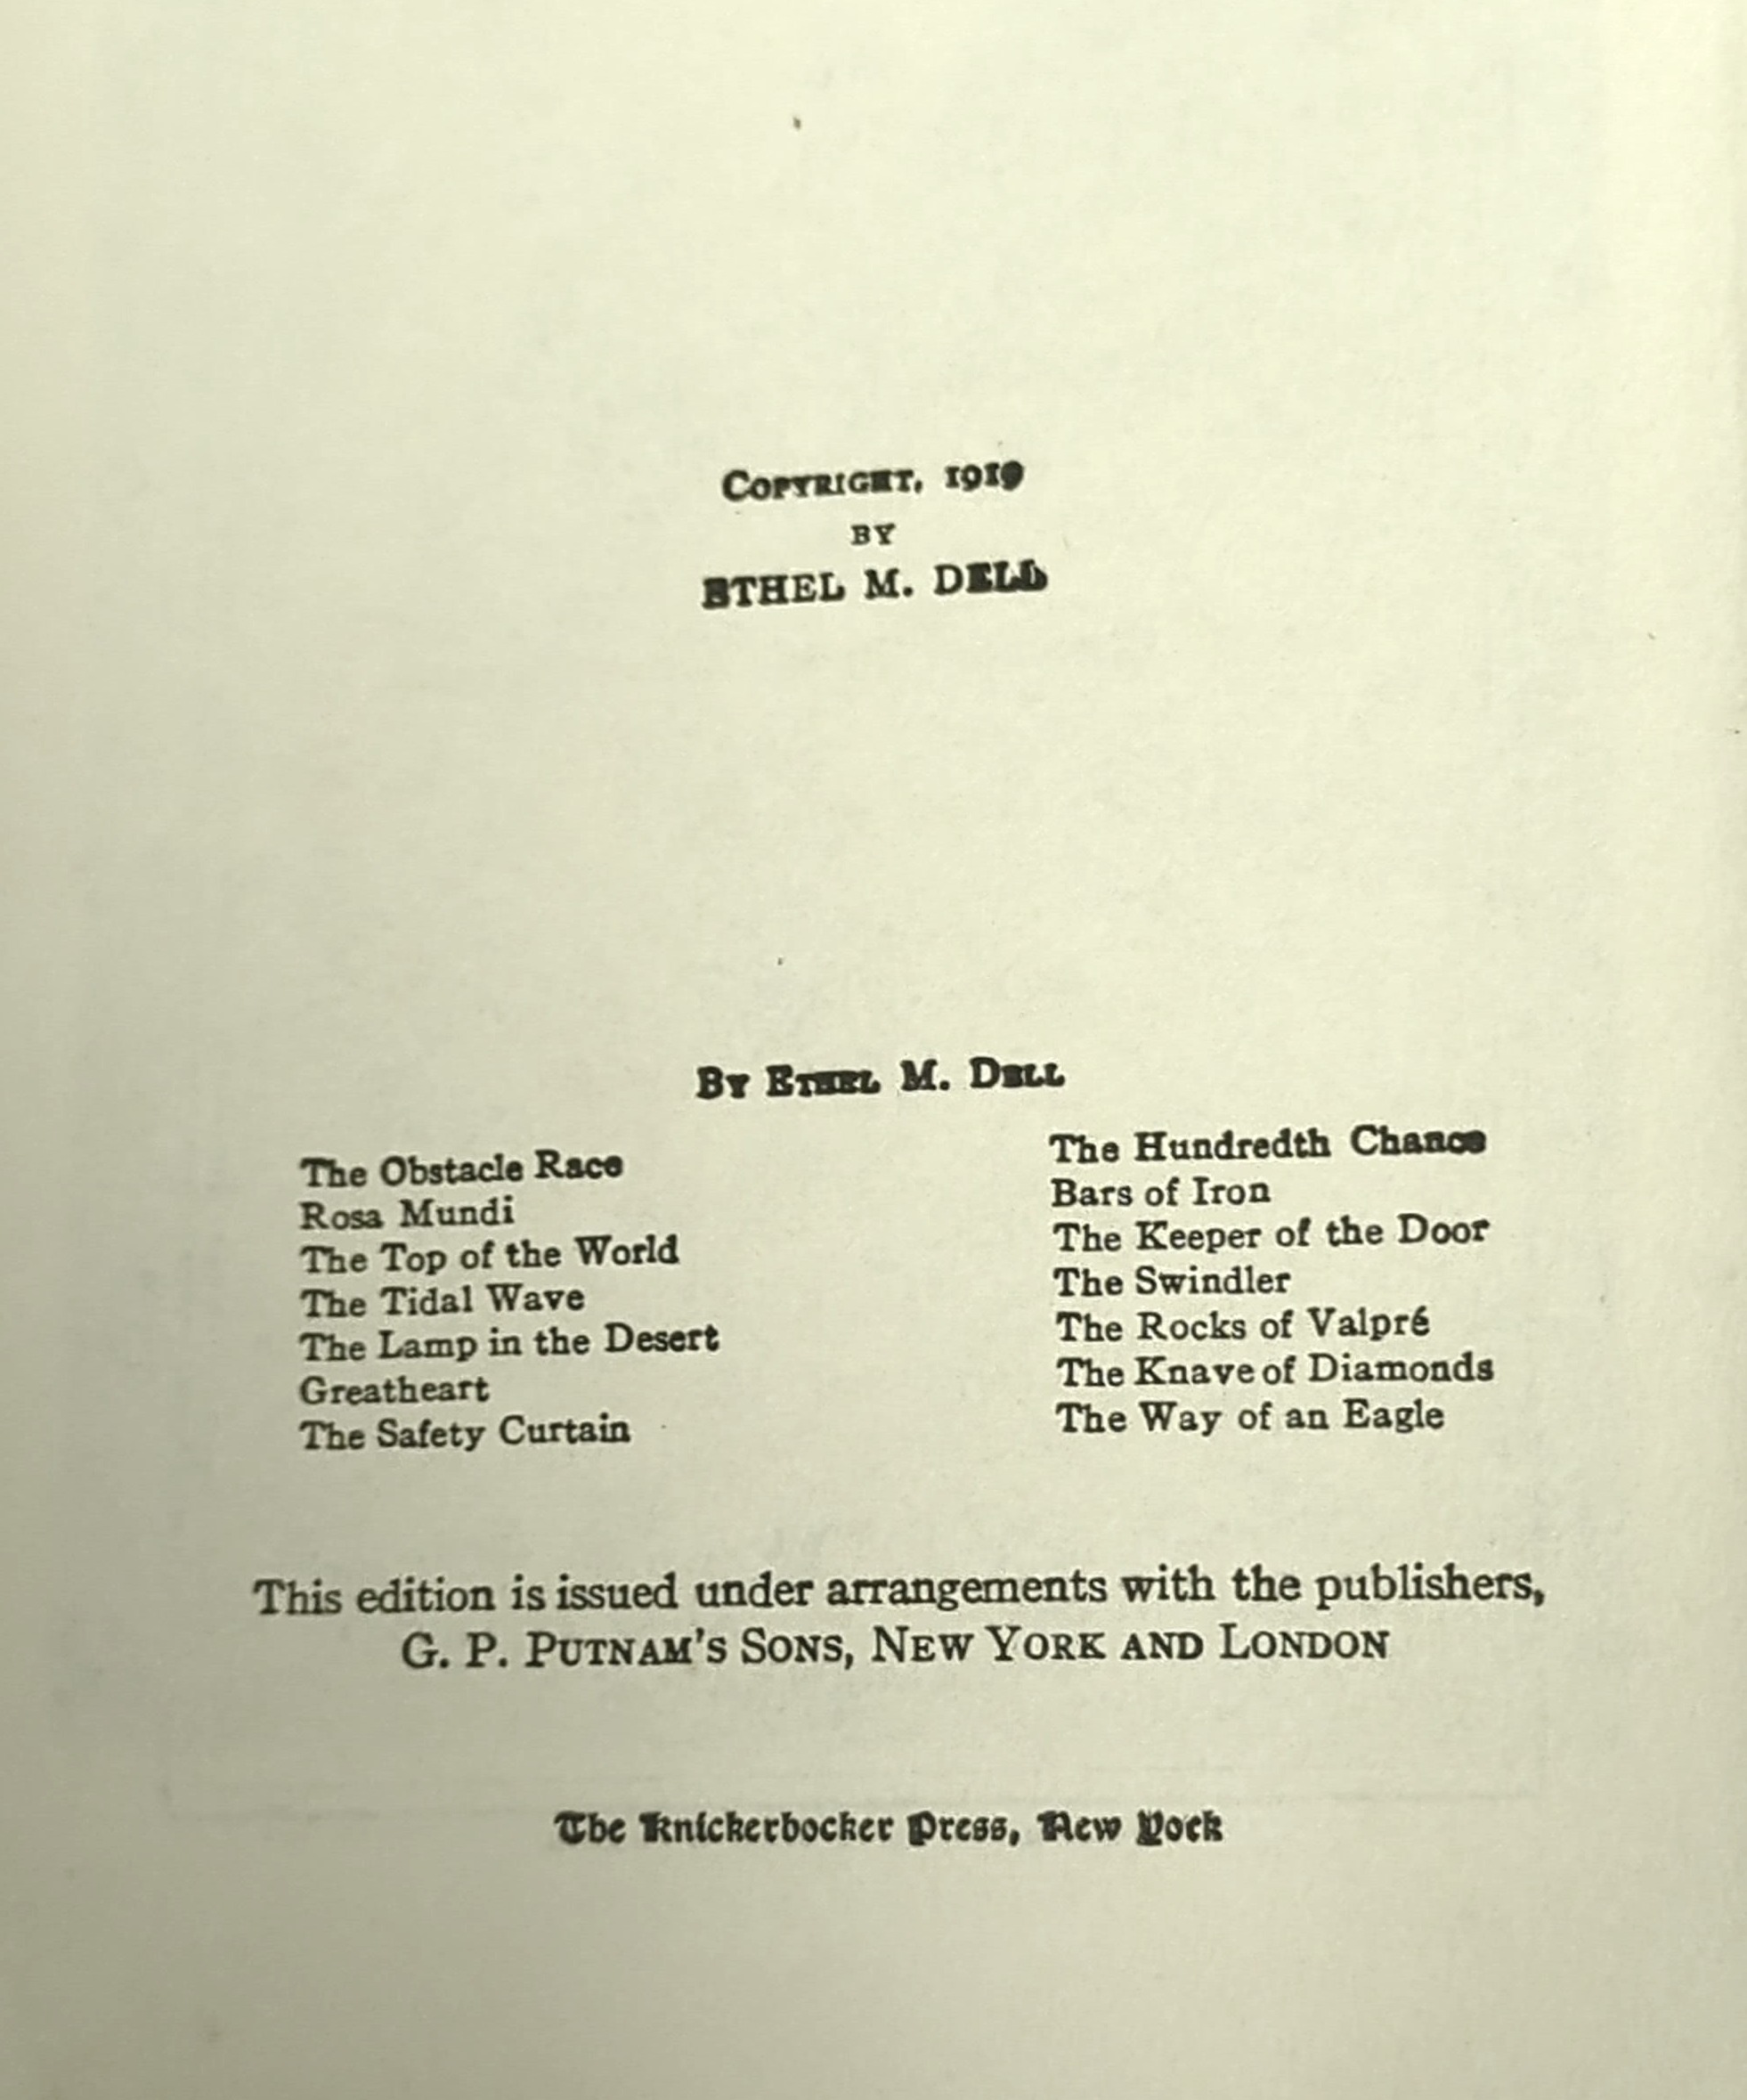 COPYRIGHT, 1919
BY
ETHEL M. DELL
BY ETHEL M. DELL
The Obstacle Race
Rosa Mundi
The Top of the World
The Tidal Wave
The Lamp in the Desert
Greatheart
The Safety Curtain
The Hundredth Chance
Bars of Iron
The Keeper of the Door
The Swindler
The Rocks of Valpré
The Knave of Diamonds
The Way of an Eagle
This edition is issued under arrangements with the publishers,
G. P. PUTNAM'S SONS, NEW YORK AND LONDON
The Knickerbocker Press, New York